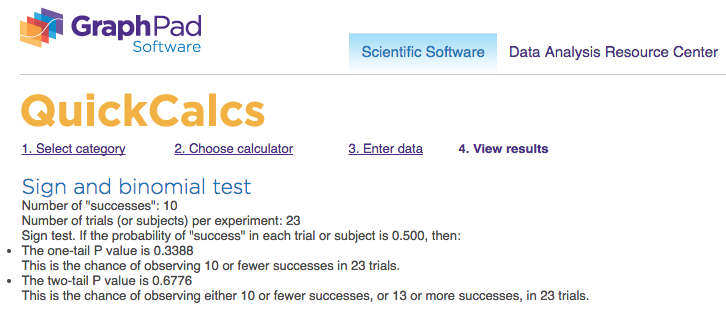 GraphPad
Software
Scientific Software
Data Analysis Resource Center
QuickCalcs
1. Select category
2. Choose calculator
3. Enter data
4. View results
Sign and binomial test
Number of "successes": 10
Number of trials (or subjects) per experiment: 23
Sign test. If the probability of "success" in each trial or subject is 0.500, then:
• The one-tail P value is 0.3388
This is the chance of observing 10 or fewer successes in 23 trials.
• The two-tail P value is 0.6776
This is the chance of observing either 10 or fewer successes, or 13 or more successes, in 23 trials.